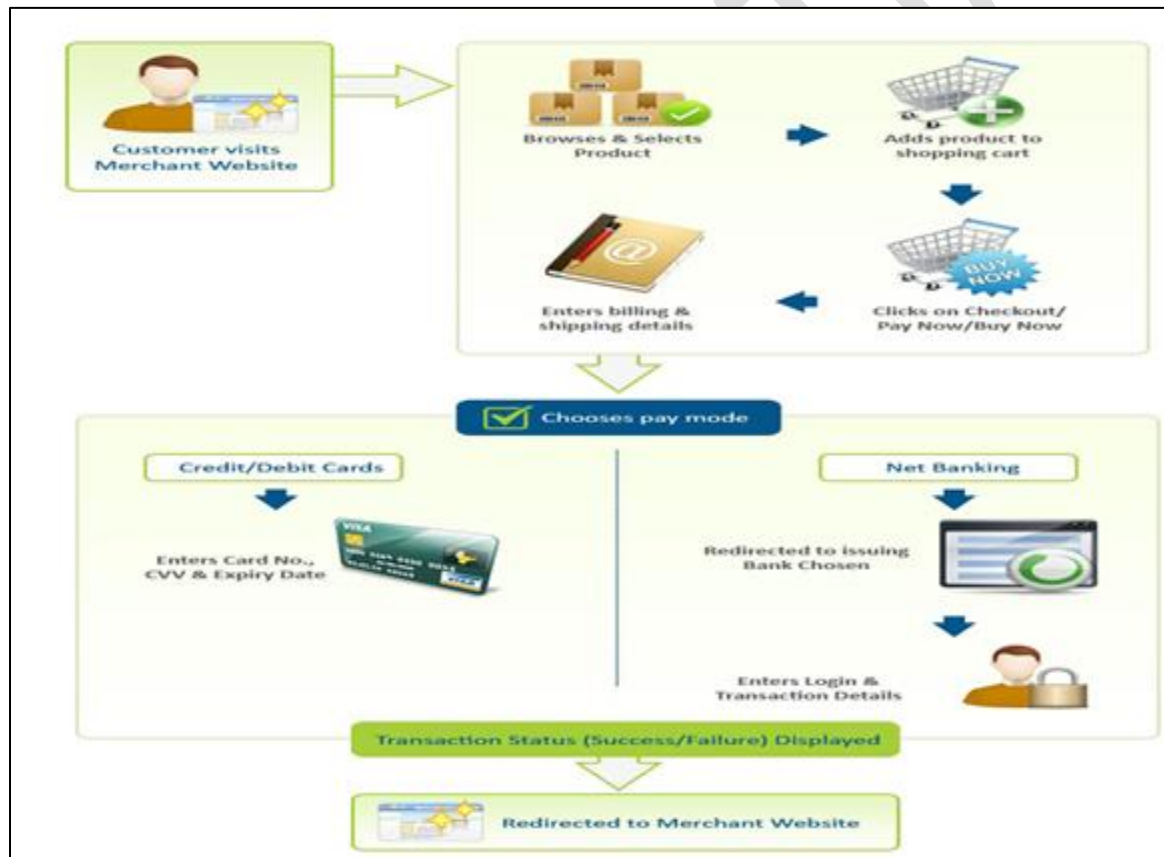 Customer visits
Merchant Website
Browses & Selects
Product
Adds product to
shopping cart
BUY
NOW
Clicks on Checkout/
Pay Now/Buy Now
@
Enters billing &
shipping details
Chooses pay mode
Credit/Debit Cards
Enters Card No.,
CVV & Expiry Date
VISA
VISA
Net Banking
Redirected to issuing
Bank Chosen
Enters Login &
Transaction Details
Transaction Status (Success/Failure) Displayed
Redirected to Merchant Website